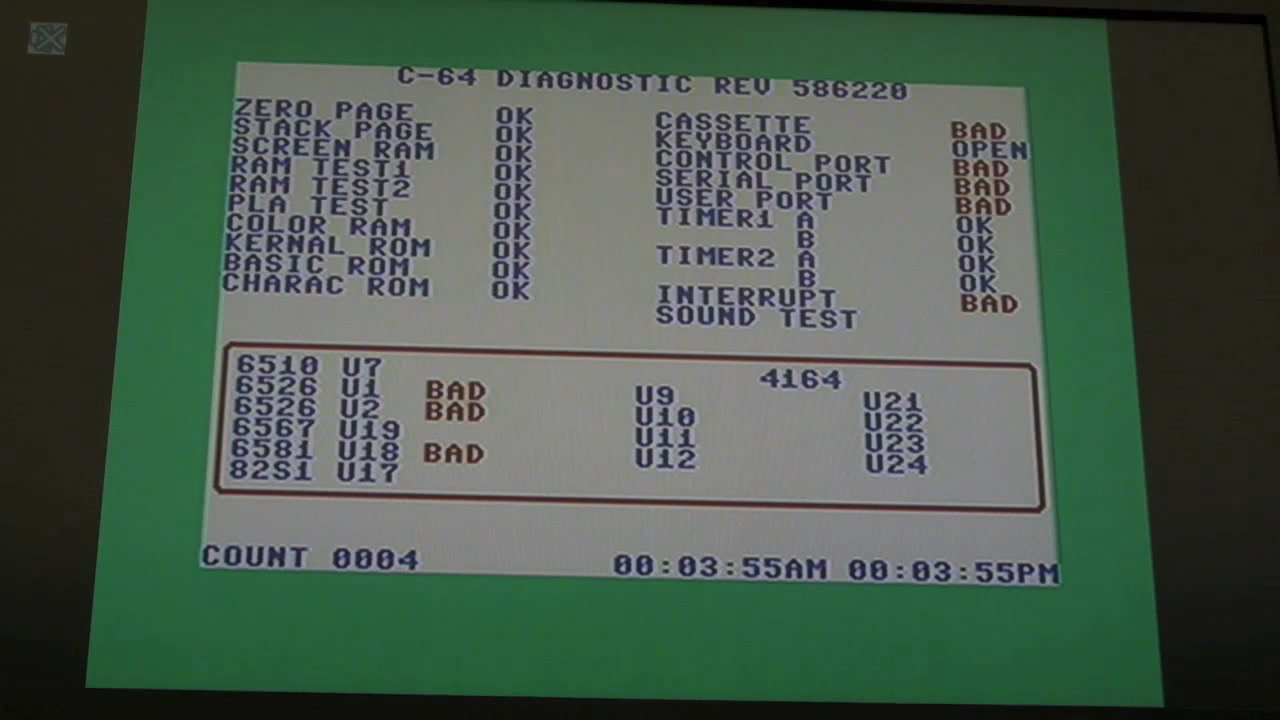 C-64 DIAGNOSTIC REV 586220
ZERO PAGE OK
STACK PAGE OK
SCREEN RAM OK
RAM TEST1 OK
RAM TEST2 OK
PLA TEST OK
COLOR RAM OK
KERNAL ROM OK
BASIC ROM OK
CHARAC ROM OK
CASSETTE BAD
KEYBOARD OPEN
CONTROL PORT BAD
SERIAL PORT BAD
USER PORT BAD
TIMER1 A OK
B OK
TIMER2 A OK
B OK
INTERRUPT BAD
SOUND TEST
6510 U7
6526 U1 BAD
6526 U2 BAD
6567 U19
6581 U18 BAD
82S1 U17
4164
U9 U21
U10 U22
U11 U23
U12 U24
COUNT 0004 00:03:55AM 00:03:55PM